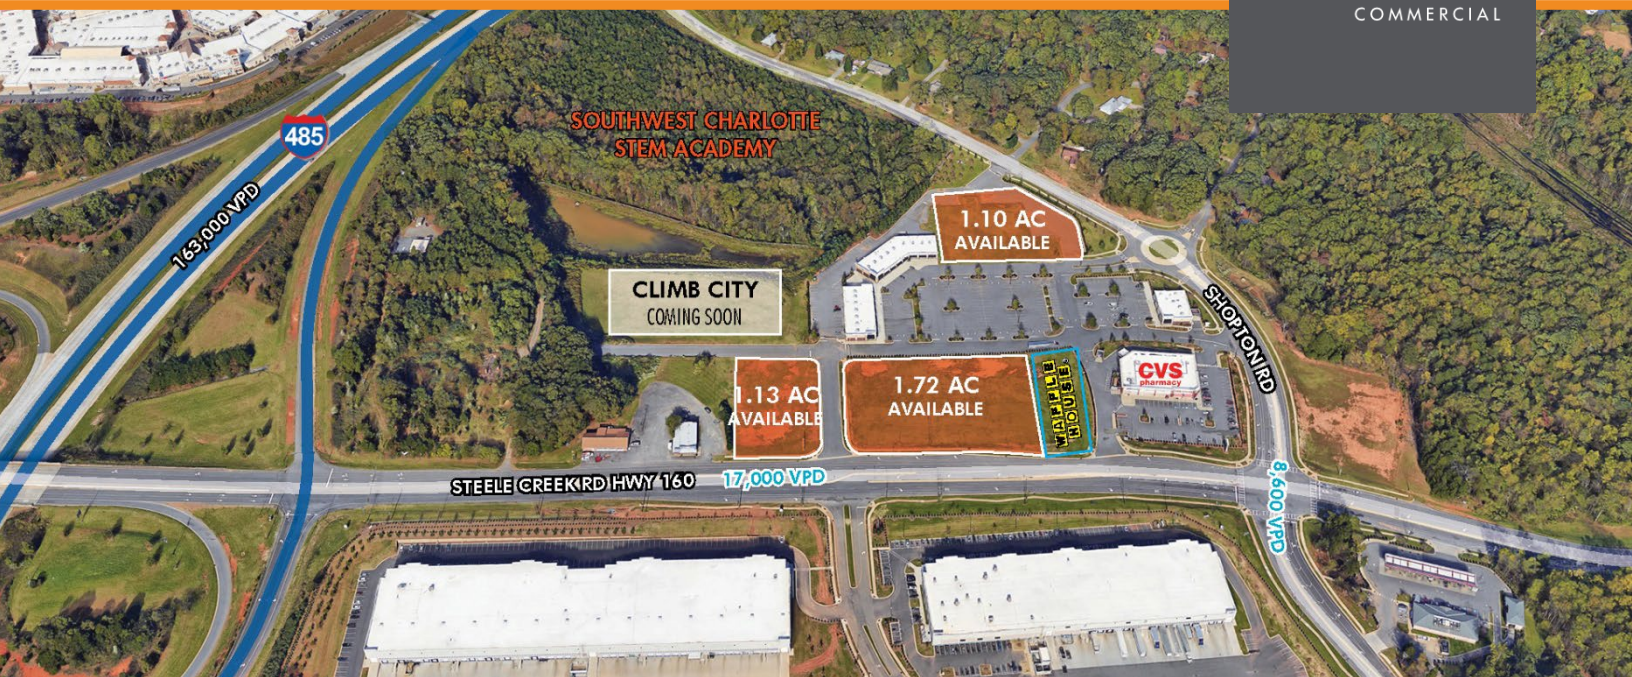 COMMERCIAL
SOUTHWEST CHARLOTTE
STEM ACADEMY
485
163,000 VPD
1.10 AC
AVAILABLE
CLIMB CITY
COMING SOON
SHOPTON RD
CVS
pharmacy
1.13 AC
AVAILABLE
1.72 AC
AVAILABLE
WAFFLE
HOUSE
STEELE CREEK RD HWY 160
17,000 VPD
8,600 VPD